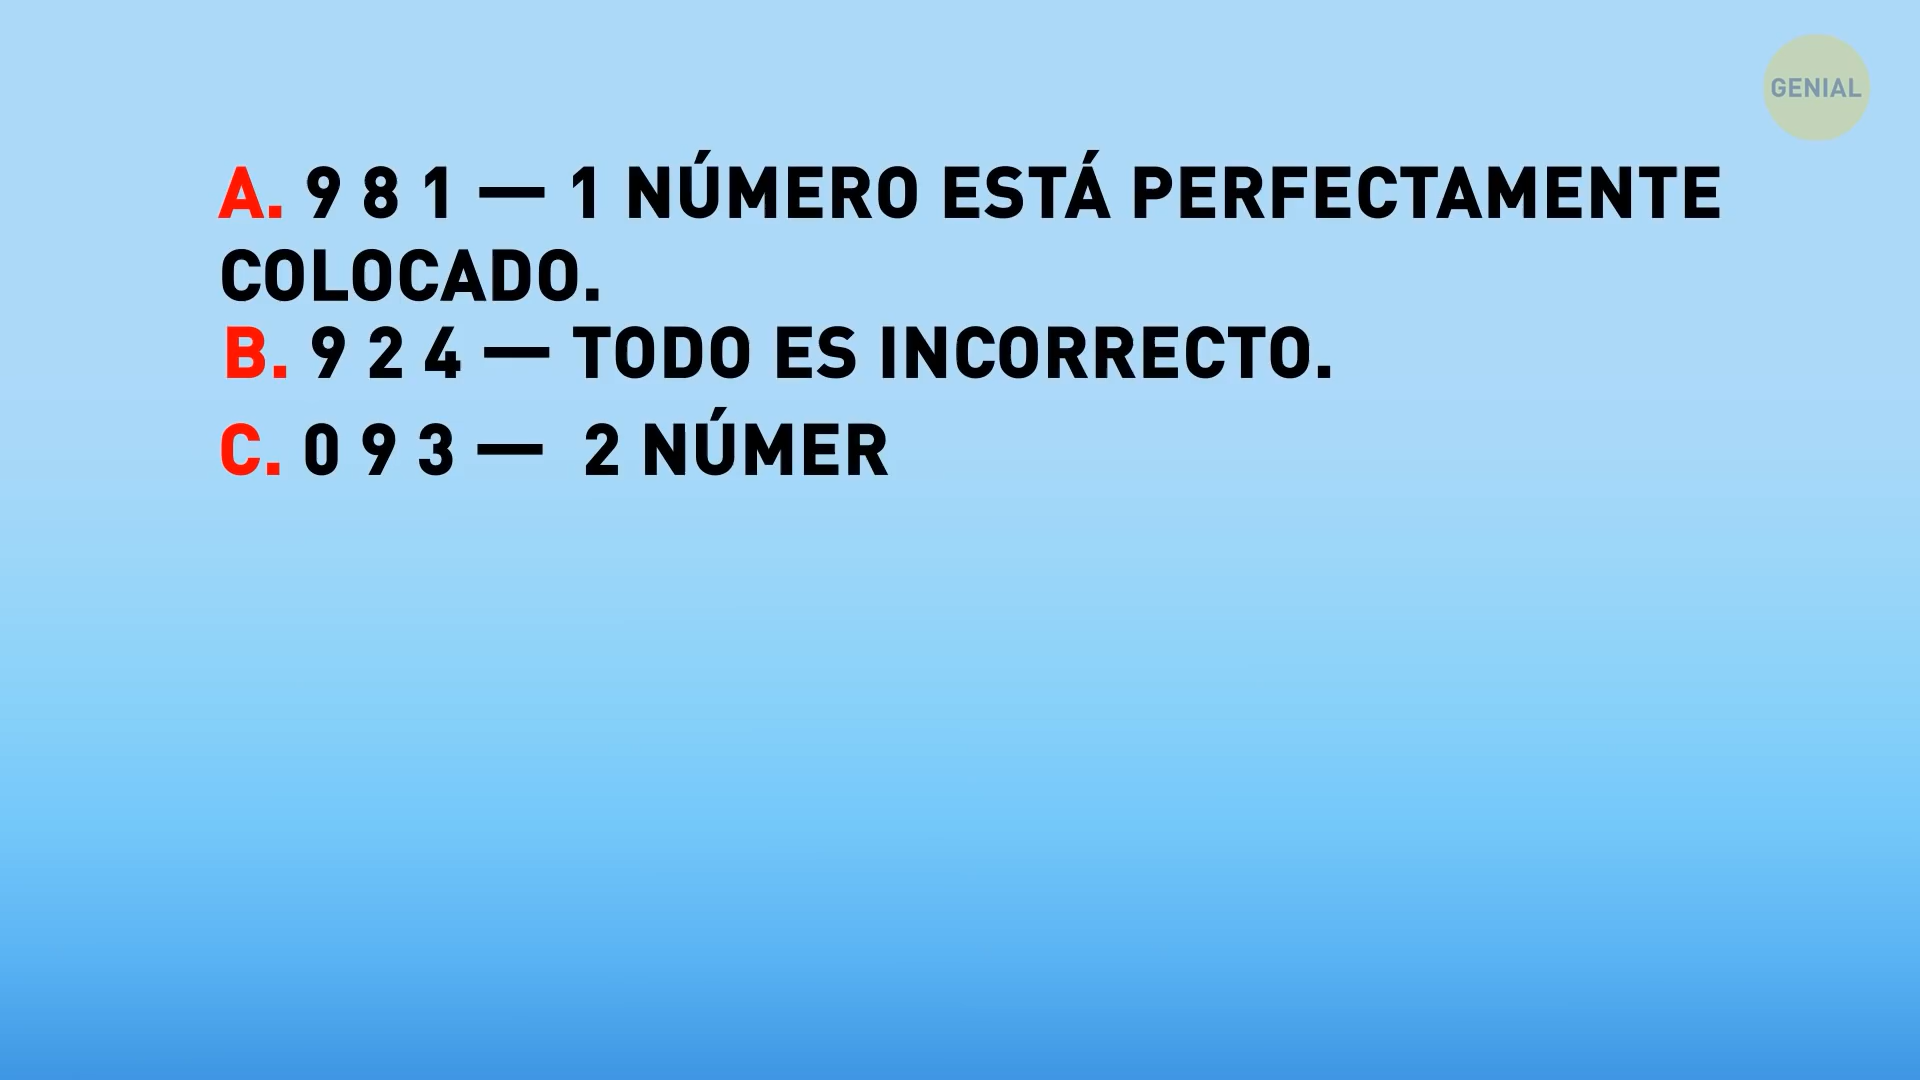 GENIAL
A. 9 8 1 — 1 NÚMERO ESTÁ PERFECTAMENTE
COLOCADO.
B. 9 2 4 — TODO ES INCORRECTO.
C. 0 9 3 — 2 NÚMER